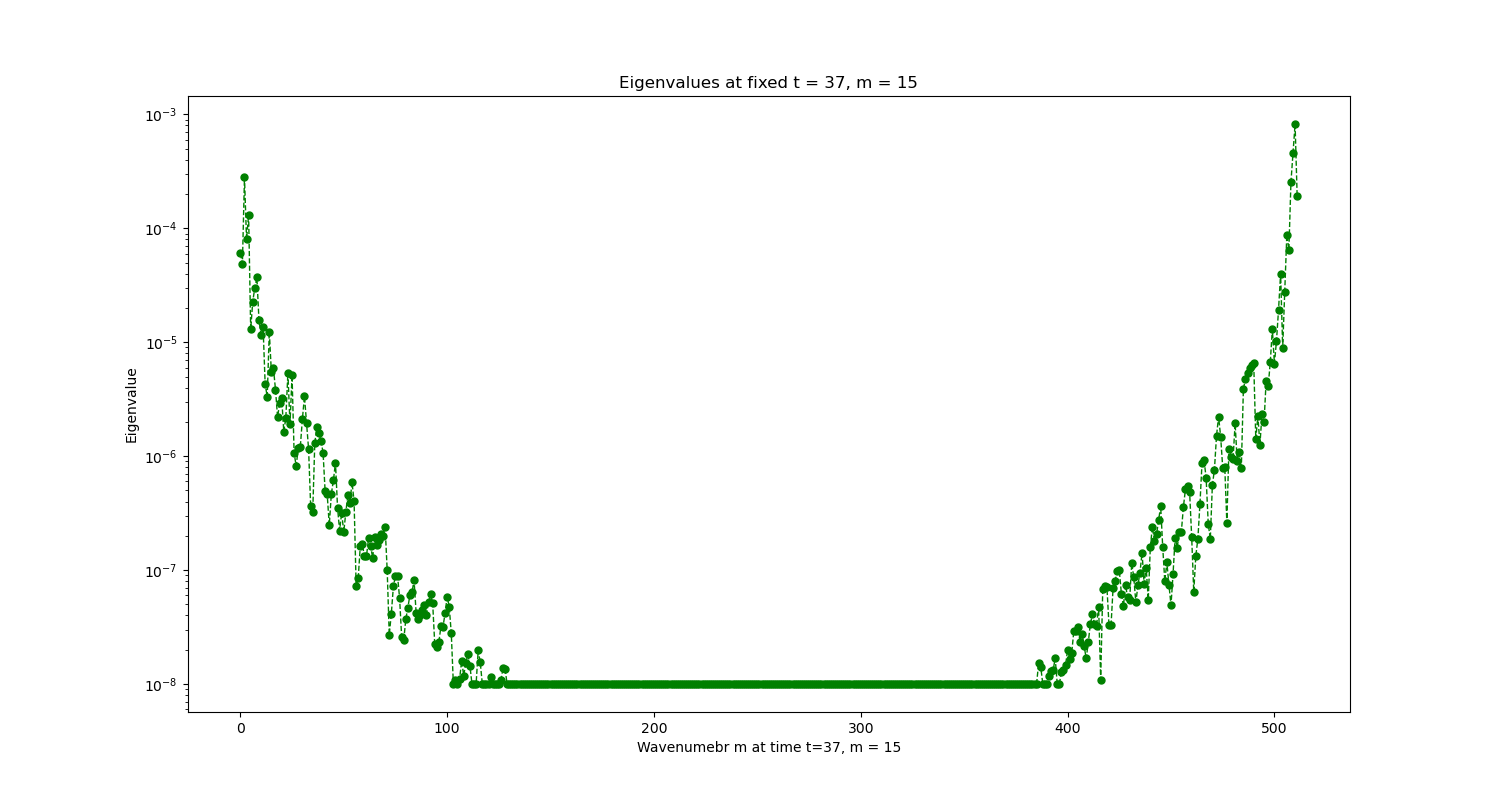 Eigenvalues at fixed t = 37, m = 15
10⁻³
10⁻⁴
10⁻⁵
10⁻⁶
10⁻⁷
10⁻⁸
Eigenvalue
0 100 200 300 400 500
Wavenumebr m at time t=37, m = 15